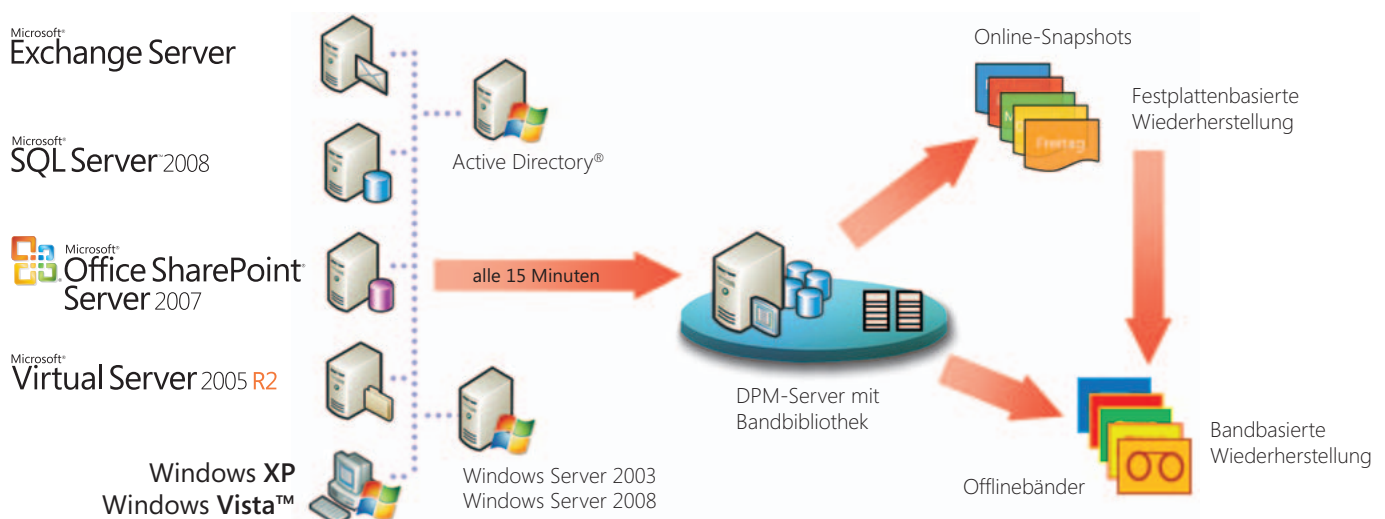 Microsoft®
Exchange Server
Microsoft®
SQL Server™ 2008
Microsoft®
Office SharePoint®
Server 2007
Microsoft®
Virtual Server 2005 R2
Windows XP
Windows Vista™
Active Directory®
Windows Server 2003
Windows Server 2008
alle 15 Minuten
DPM-Server mit
Bandbibliothek
Online-Snapshots
Freitag
Festplattenbasierte
Wiederherstellung
Offlinebänder
Bandbasierte
Wiederherstellung